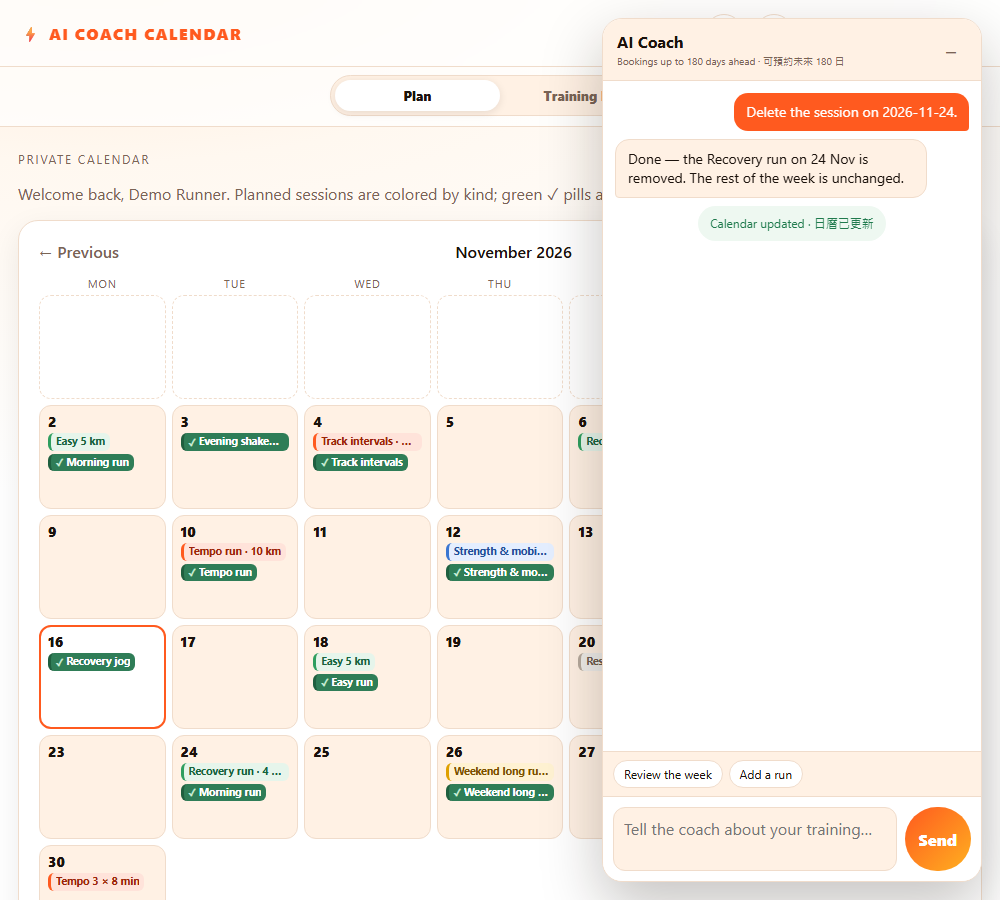 AI COACH CALENDAR
Plan
Training
PRIVATE CALENDAR
Welcome back, Demo Runner. Planned sessions are colored by kind; green ✓ pills a
← Previous
November 2026
MON TUE WED THU
2
Easy 5 km
✓ Morning run
3
✓ Evening shake...
4
Track intervals · ...
✓ Track intervals
5
6
Rec
9
10
Tempo run · 10 km
✓ Tempo run
11
12
Strength & mobi...
✓ Strength & mo...
13
16
✓ Recovery jog
17
18
Easy 5 km
✓ Easy run
19
20
Res
23
24
Recovery run · 4 ...
✓ Morning run
25
26
Weekend long ru...
✓ Weekend long ...
27
30
Tempo 3 × 8 min
AI Coach
Bookings up to 180 days ahead · 可預約未來 180 日
–
Delete the session on 2026-11-24.
Done — the Recovery run on 24 Nov is
removed. The rest of the week is unchanged.
Calendar updated · 日曆已更新
Review the week
Add a run
Tell the coach about your training...
Send